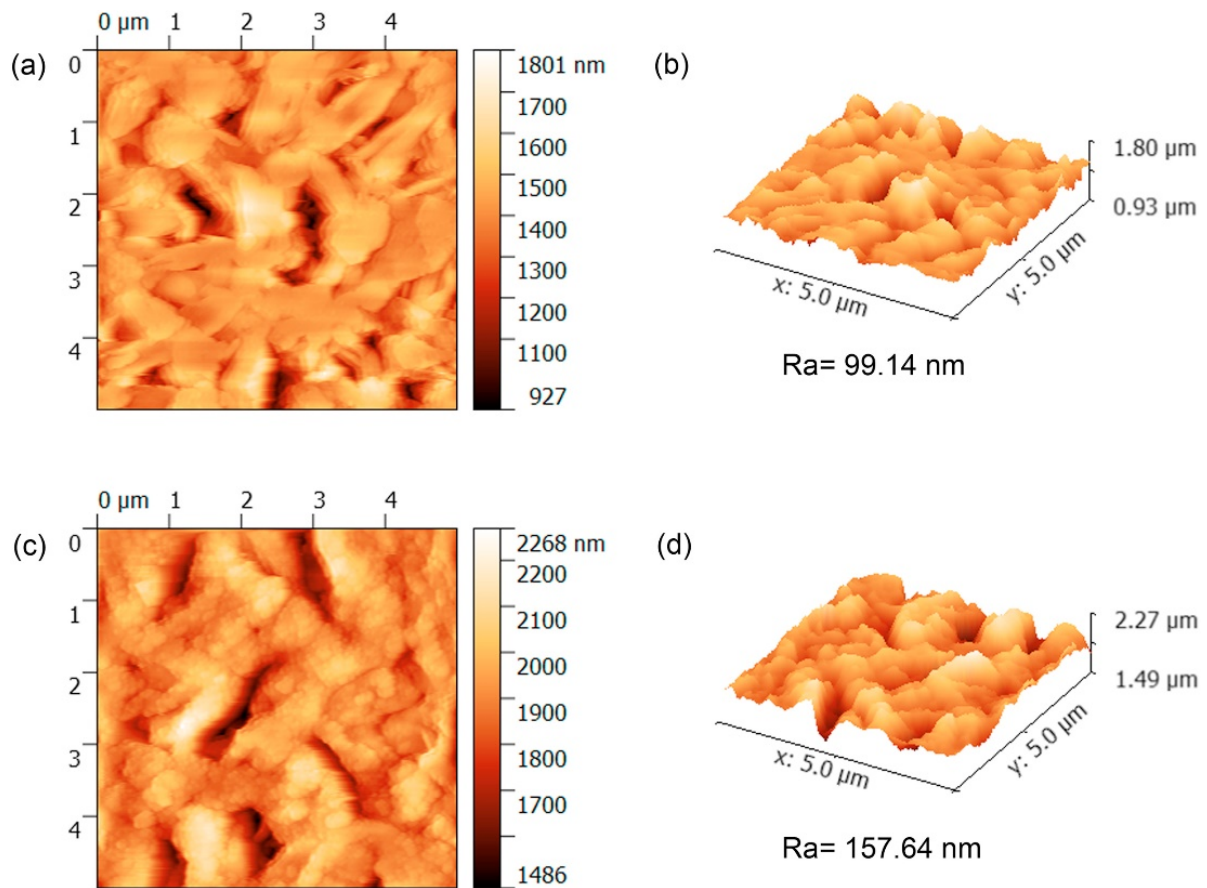 0 µm 1 2 3 4
(a)
0
1
2
3
4
1801 nm
1700
1600
1500
1400
1300
1200
1100
927
(b)
1.80 µm
0.93 µm
x: 5.0 µm
y: 5.0 µm
Ra= 99.14 nm
0 µm 1 2 3 4
(c)
0
1
2
3
4
2268 nm
2200
2100
2000
1900
1800
1700
1486
(d)
2.27 µm
1.49 µm
x: 5.0 µm
y: 5.0 µm
Ra= 157.64 nm